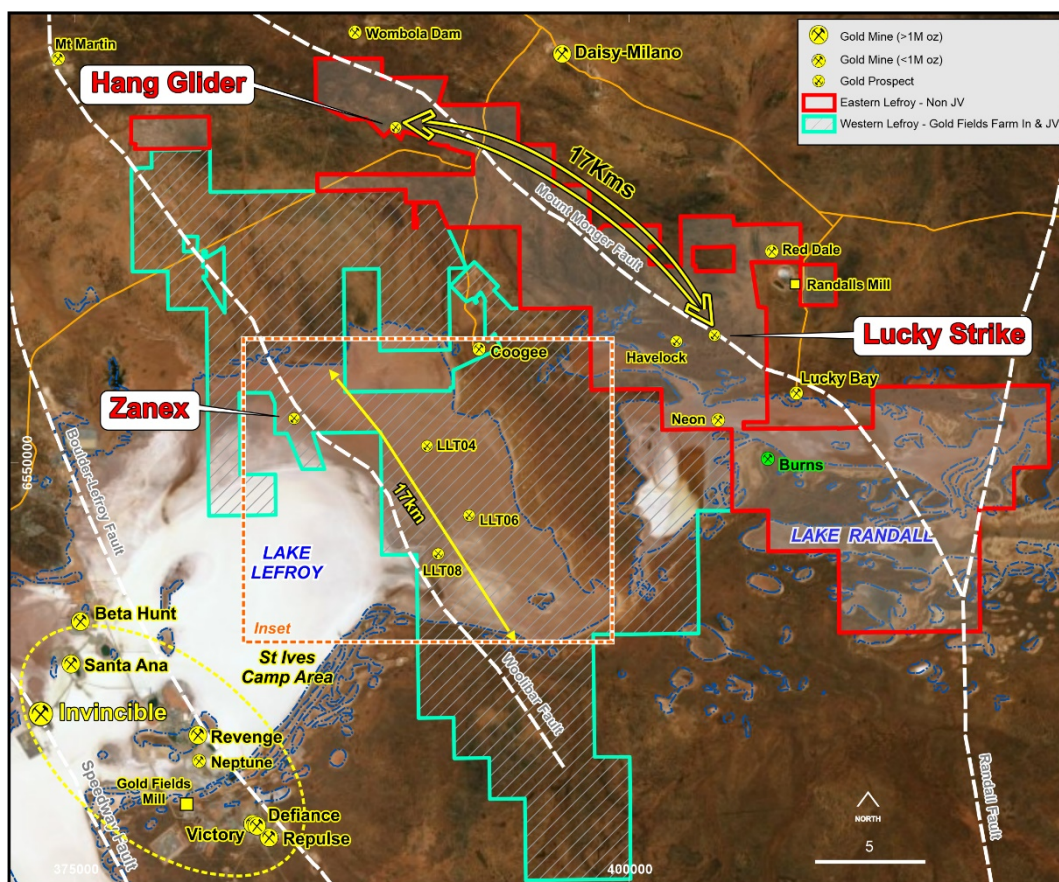 Mt Martin
Wombola Dam
Daisy-Milano
Hang Glider
Gold Mine (>1M oz)
Gold Mine (<1M oz)
Gold Prospect
Eastern Lefroy - Non JV
Western Lefroy - Gold Fields Farm In & JV
17Kms
Mount Monger Fault
Red Dale
Randalls Mill
Lucky Strike
Havelock
Coogee
Lucky Bay
Zanex
Neon
LLT04
Burns
6550000
Boulder-Lefroy Fault
17km
LLT06
LAKE RANDALL
LAKE
LEFROY
LLT08
Beta Hunt
Inset
St Ives
Camp Area
Santa Ana
Woolibar Fault
Invincible
Revenge
Neptune
Speedway Fault
Gold Fields
Mill
Defiance
Victory
Repulse
Randall Fault
NORTH
5
375000
400000